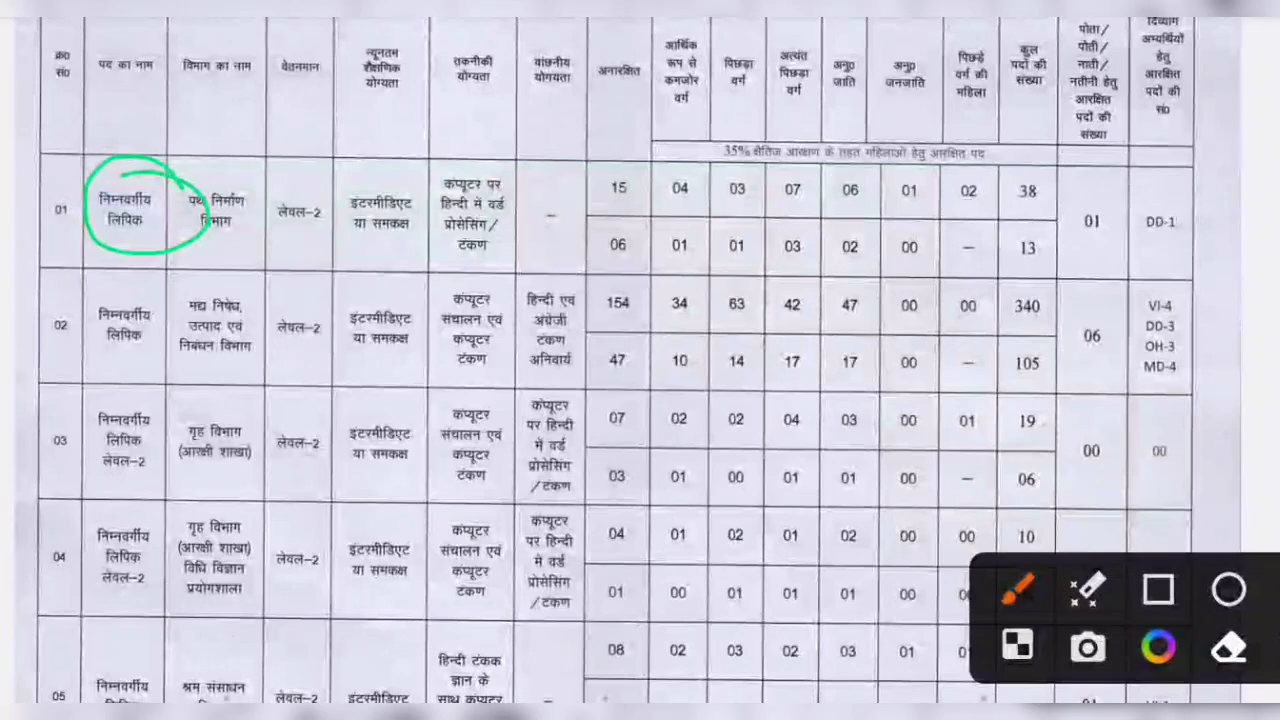 क्र०
सं०
पद का नाम
विभाग का नाम
वेतनमान
न्यूनतम
शैक्षणिक
योग्यता
तकनीकी
योग्यता
वांछनीय
योगयता
अनारक्षित
आर्थिक
रूप से
कमजोर
वर्ग
पिछड़ा
वर्ग
अत्यंत
पिछड़ा
वर्ग
अनु०
जाति
अनु०
जनजाति
पिछड़े
वर्ग की
महिला
कुल
पदों की
संख्या
पोता/
पोती/
नाती/
नतीनी हेतु
आरक्षित
पदों की
संख्या
दिव्यांग
अभ्यर्थियों
हेतु
आरक्षित
पदों की
सं०
35% क्षैतिज आरक्षण के तहत महिलाओं हेतु आरक्षित पद
01
निम्नवर्गीय
लिपिक
पथ निर्माण
विभाग
लेवल–2
इंटरमीडिएट
या समकक्ष
कंप्यूटर पर
हिन्दी में वर्ड
प्रोसेसिंग/
टंकण
–
15 04 03 07 06 01 02 38
06 01 01 03 02 00 – 13
01
DD-1
02
निम्नवर्गीय
लिपिक
मद्य निषेध,
उत्पाद एवं
निबंधन विभाग
लेवल–2
इंटरमीडिएट
या समकक्ष
कंप्यूटर
संचालन एवं
कंप्यूटर
टंकण
हिन्दी एवं
अंग्रेजी
टंकण
अनिवार्य
154 34 63 42 47 00 00 340
47 10 14 17 17 00 – 105
06
VI-4
DD-3
OH-3
MD-4
03
निम्नवर्गीय
लिपिक
लेवल–2
गृह विभाग
(आरक्षी शाखा)
लेवल–2
इंटरमीडिएट
या समकक्ष
कंप्यूटर
संचालन एवं
कंप्यूटर
टंकण
कंप्यूटर
पर हिन्दी
में वर्ड
प्रोसेसिंग
/टंकण
07 02 02 04 03 00 01 19
03 01 00 01 01 00 – 06
00
00
04
निम्नवर्गीय
लिपिक
लेवल–2
गृह विभाग
(आरक्षी शाखा)
विधि विज्ञान
प्रयोगशाला
लेवल–2
इंटरमीडिएट
या समकक्ष
कंप्यूटर
संचालन एवं
कंप्यूटर
टंकण
कंप्यूटर
पर हिन्दी
में वर्ड
प्रोसेसिंग
/टंकण
04 01 02 01 02 00 00 10
01 00 01 01 01 00
05
निम्नवर्गीय
श्रम संसाधन
लेवल–2
इंटरमीडिएट
हिन्दी टंकक
ज्ञान के
साथ कंप्यूटर
–
08 02 03 02 03 01